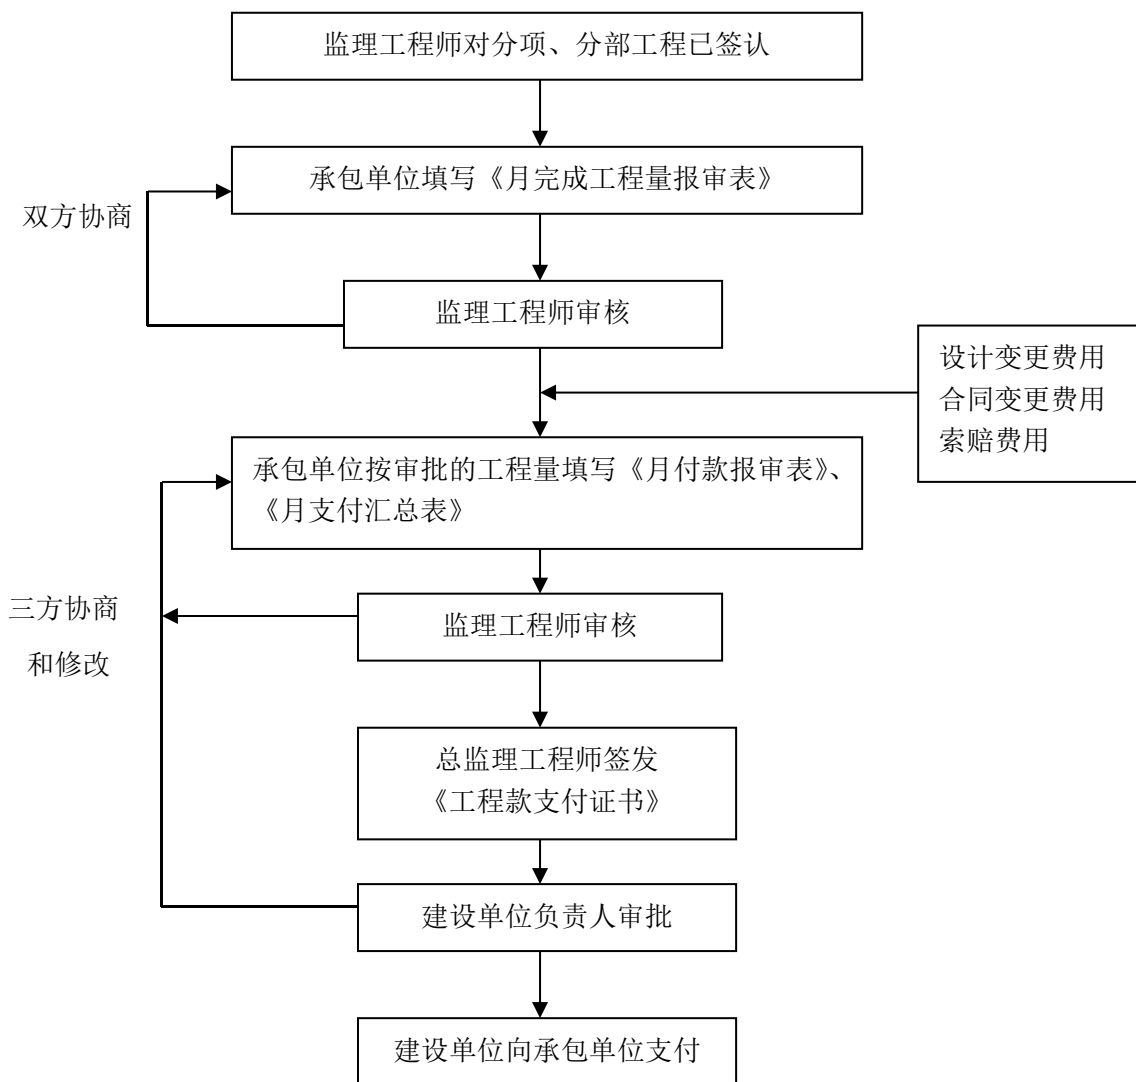 监理工程师对分项、分部工程已签认
承包单位填写《月完成工程量报审表》
双方协商
监理工程师审核
设计变更费用
合同变更费用
索赔费用
承包单位按审批的工程量填写《月付款报审表》、
《月支付汇总表》
三方协商
和修改
监理工程师审核
总监理工程师签发
《工程款支付证书》
建设单位负责人审批
建设单位向承包单位支付